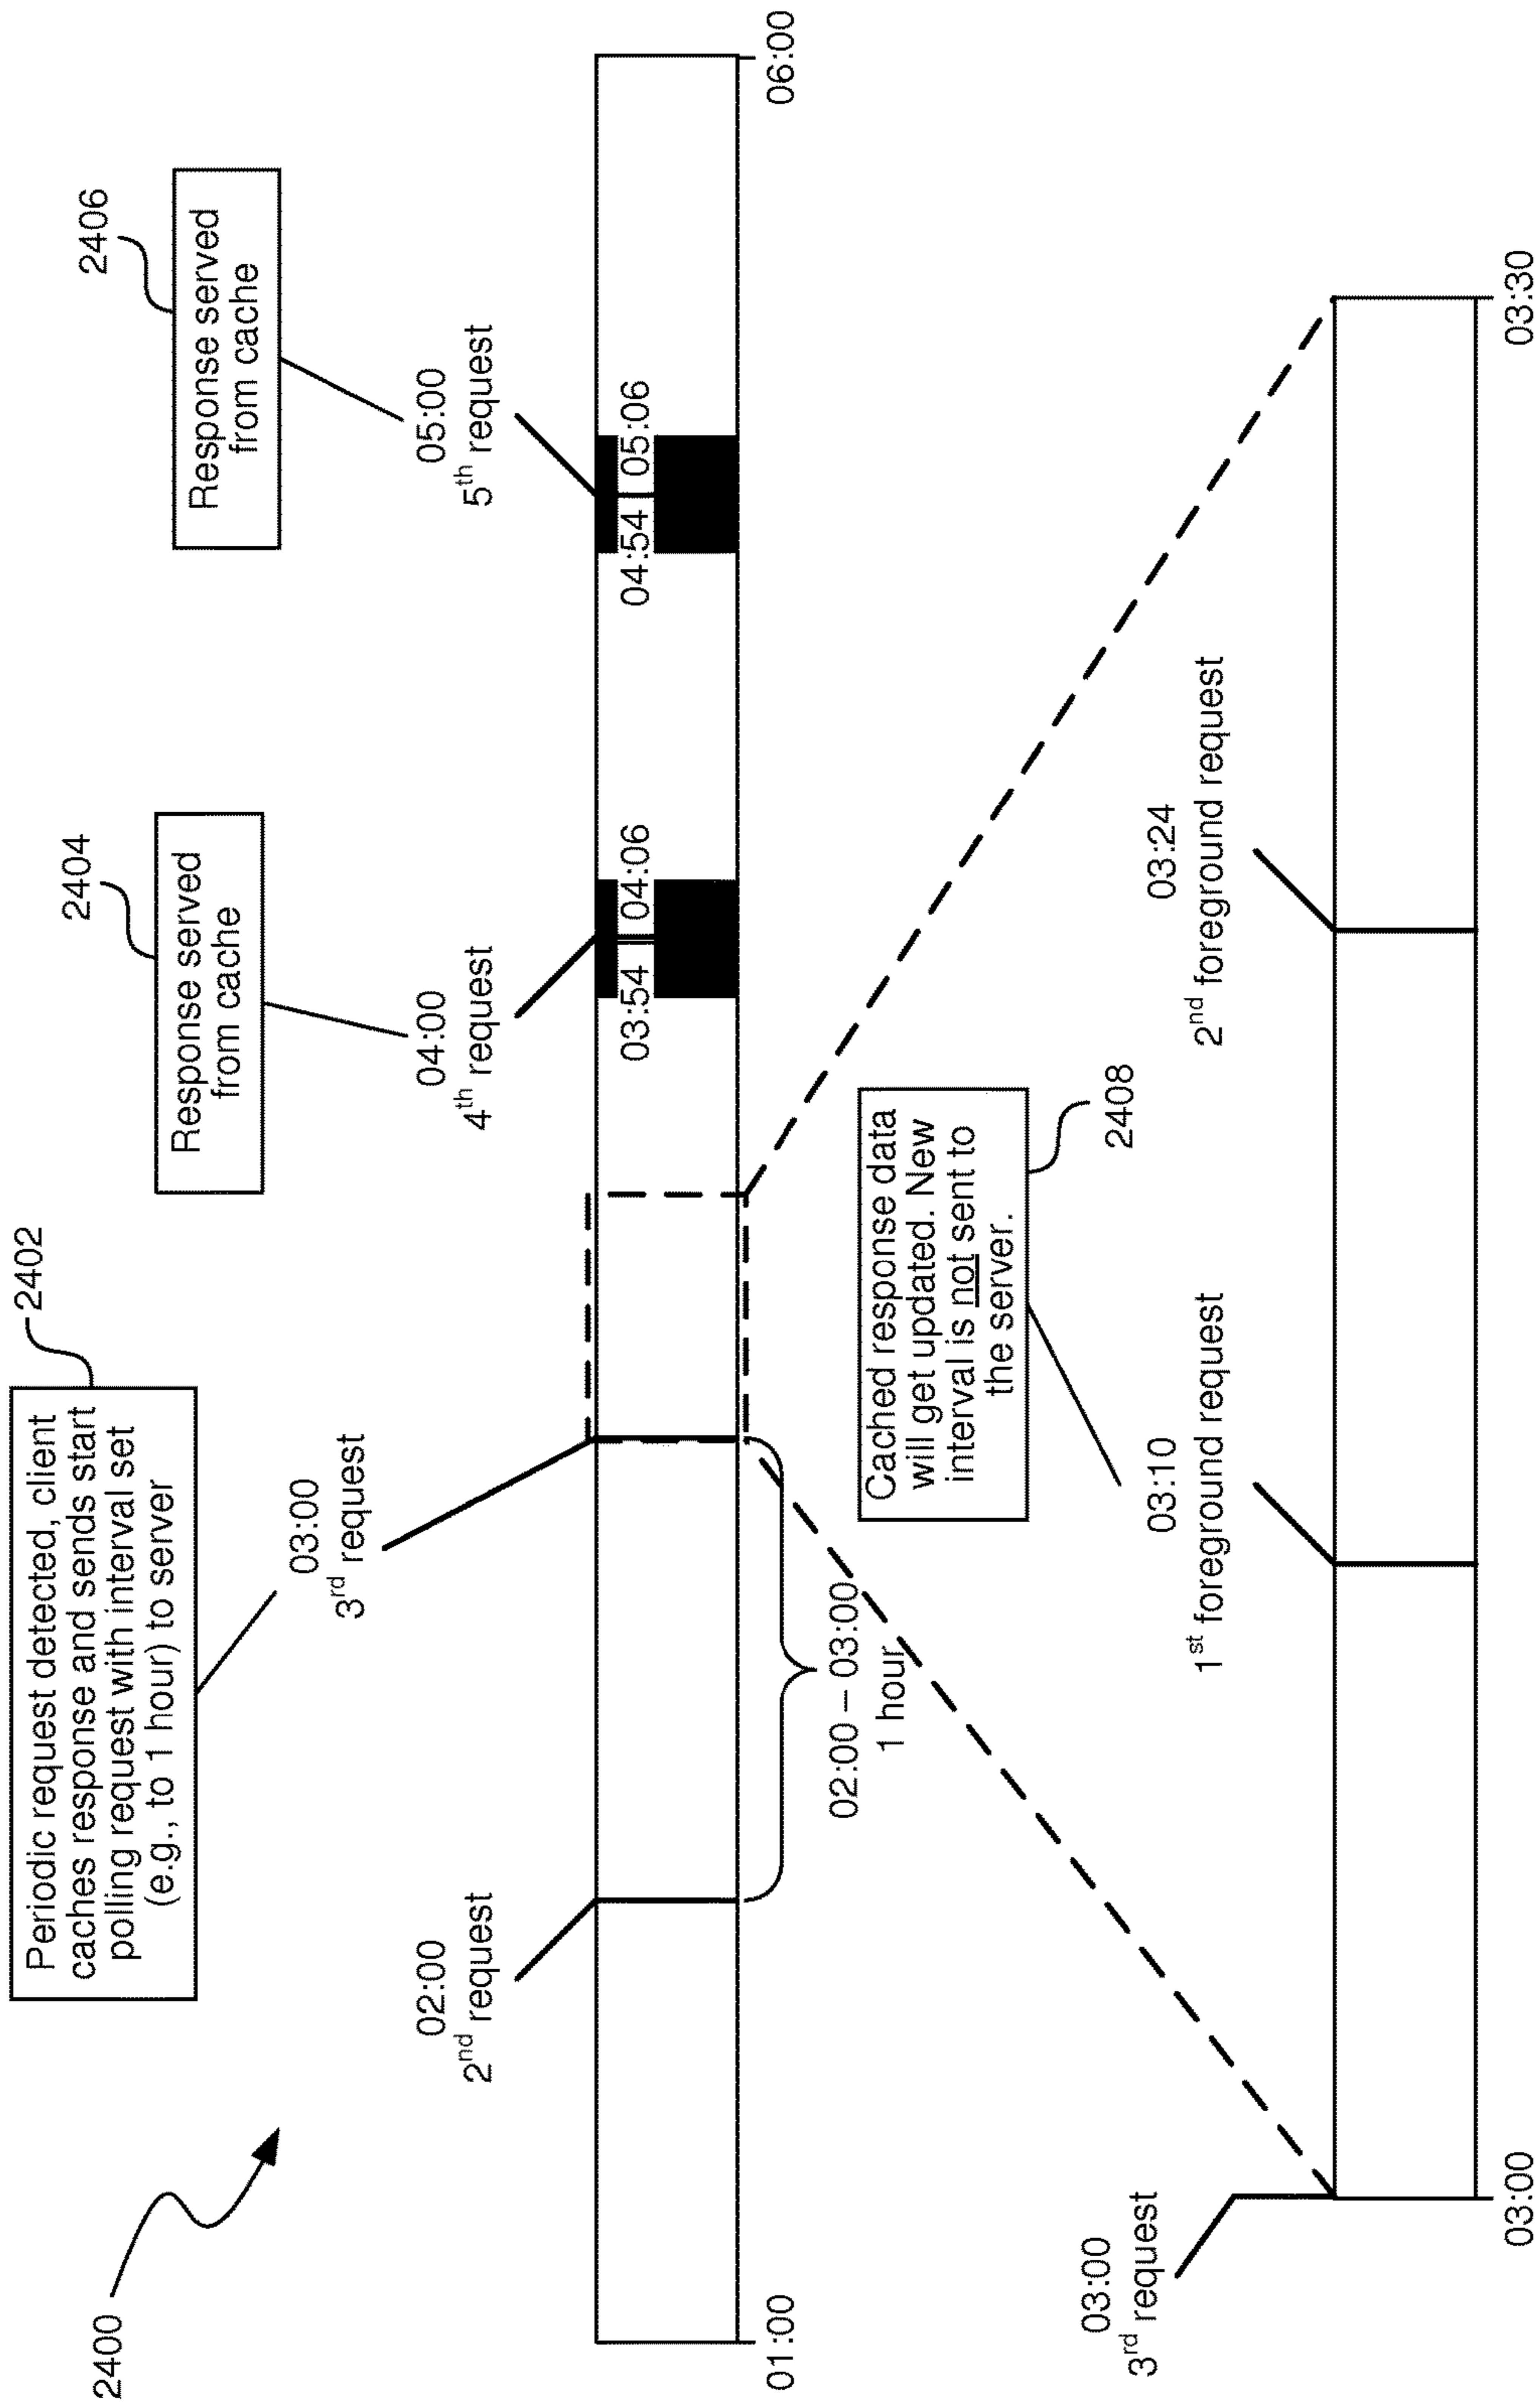 2400
2402
Periodic request detected, client
caches response and sends start
polling request with interval set
(e.g., to 1 hour) to server
2404
Response served
from cache
2406
Response served
from cache
02:00
2nd request
03:00
3rd request
04:00
4th request
05:00
5th request
03:54
04:06
04:54
05:06
01:00
06:00
02:00 – 03:00
1 hour
Cached response data
will get updated. New
interval is not sent to
the server.
2408
03:00
3rd request
03:10
1st foreground request
03:24
2nd foreground request
03:00
03:30